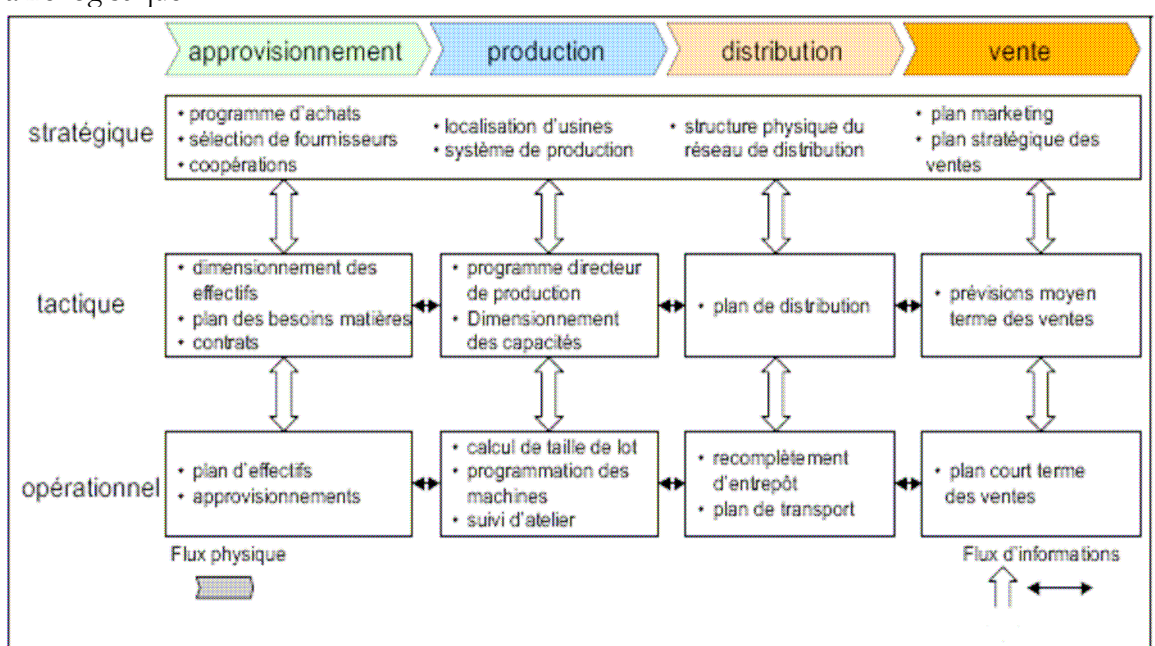 approvisionnement production distribution vente
stratégique
• programme d'achats
• sélection de fournisseurs
• coopérations
• localisation d'usines
• système de production
• structure physique du
réseau de distribution
• plan marketing
• plan stratégique des
ventes
tactique
• dimensionnement des
effectifs
• plan des besoins matières
• contrats
• programme directeur
de production
• Dimensionnement
des capacités
• plan de distribution
• prévisions moyen
terme des ventes
opérationnel
• plan d'effectifs
• approvisionnements
• calcul de taille de lot
• programmation des
machines
• suivi d'atelier
• recomplètement
d'entrepôt
• plan de transport
• plan court terme
des ventes
Flux physique
Flux d'informations